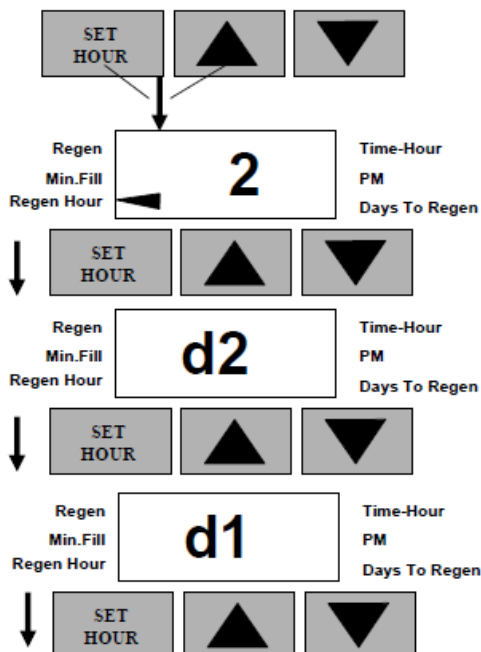 SET
HOUR
Regen
Min.Fill
Regen Hour
2
Time-Hour
PM
Days To Regen
SET
HOUR
Regen
Min.Fill
Regen Hour
d2
Time-Hour
PM
Days To Regen
SET
HOUR
Regen
Min.Fill
Regen Hour
d1
Time-Hour
PM
Days To Regen
SET
HOUR